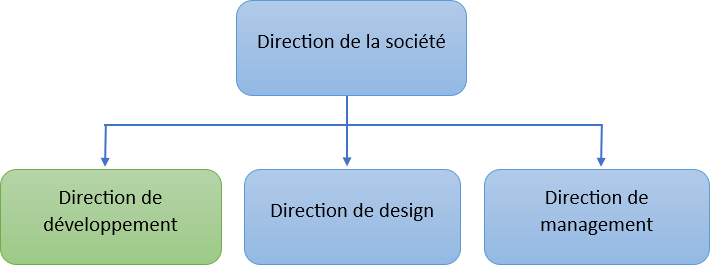 Direction de la société
Direction de
développement
Direction de design
Direction de
management